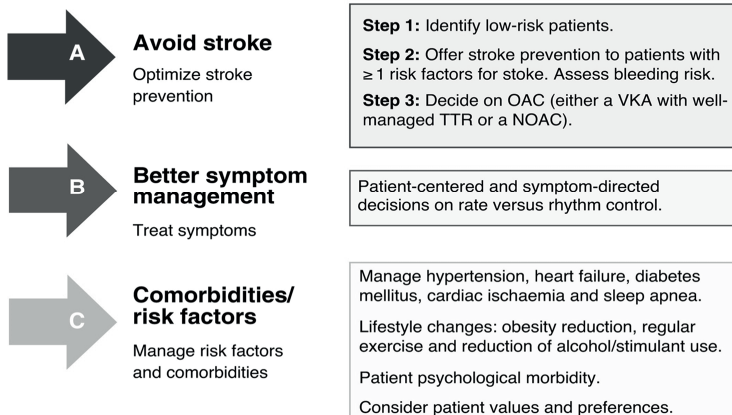 A
Avoid stroke
Optimize stroke
prevention
Step 1: Identify low-risk patients.
Step 2: Offer stroke prevention to patients with
≥ 1 risk factors for stoke. Assess bleeding risk.
Step 3: Decide on OAC (either a VKA with well-
managed TTR or a NOAC).
B
Better symptom
management
Treat symptoms
Patient-centered and symptom-directed
decisions on rate versus rhythm control.
C
Comorbidities/
risk factors
Manage risk factors
and comorbidities
Manage hypertension, heart failure, diabetes
mellitus, cardiac ischaemia and sleep apnea.
Lifestyle changes: obesity reduction, regular
exercise and reduction of alcohol/stimulant use.
Patient psychological morbidity.
Consider patient values and preferences.